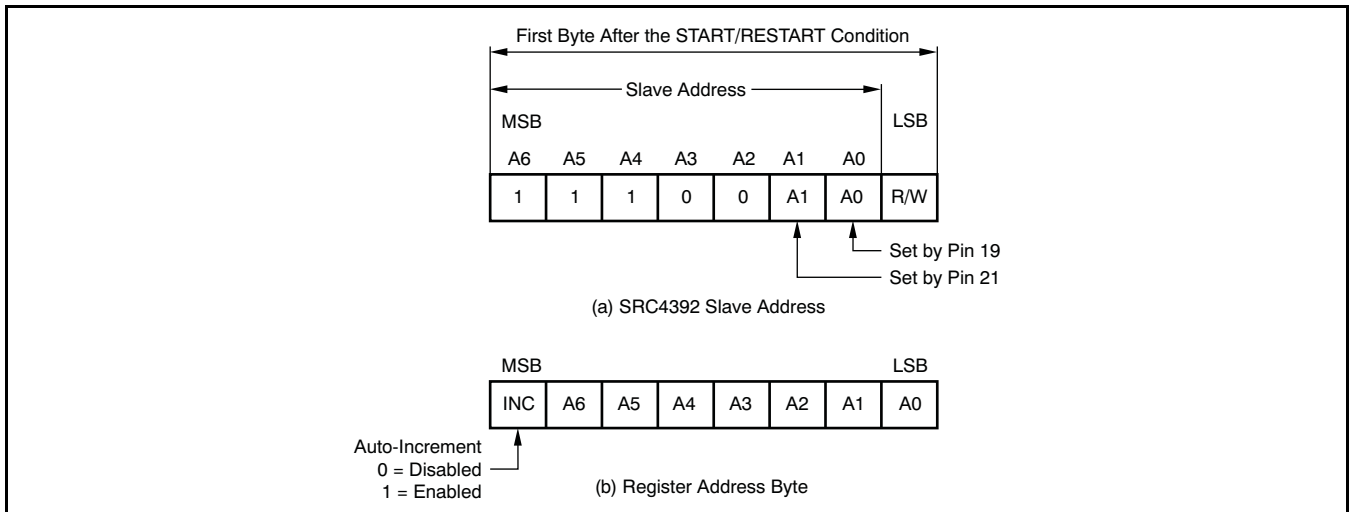 First Byte After the START/RESTART Condition
Slave Address
MSB LSB
A6 A5 A4 A3 A2 A1 A0
1 1 1 0 0 A1 A0 R/W
Set by Pin 19
Set by Pin 21
(a) SRC4392 Slave Address
MSB LSB
INC A6 A5 A4 A3 A2 A1 A0
Auto-Increment
0 = Disabled
1 = Enabled
(b) Register Address Byte